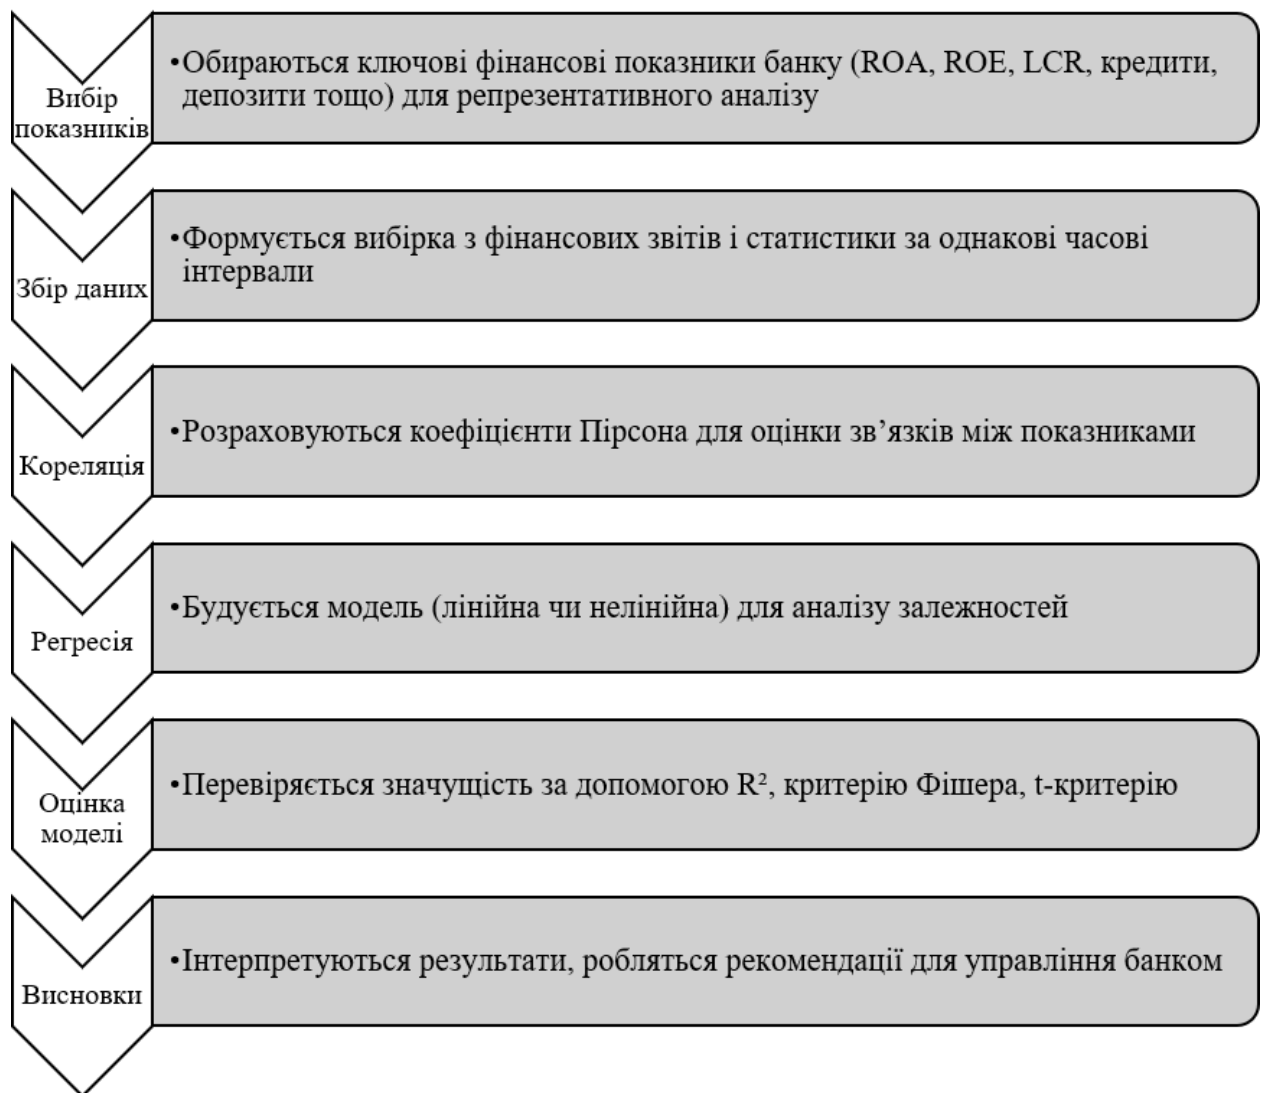 Вибір
показників
•Обираються ключові фінансові показники банку (ROA, ROE, LCR, кредити,
депозити тощо) для репрезентативного аналізу
Збір даних
•Формується вибірка з фінансових звітів і статистики за однакові часові
інтервали
Кореляція
•Розраховуються коефіцієнти Пірсона для оцінки зв’язків між показниками
Регресія
•Будується модель (лінійна чи нелінійна) для аналізу залежностей
Оцінка
моделі
•Перевіряється значущість за допомогою R², критерію Фішера, t-критерію
Висновки
•Інтерпретуються результати, робляться рекомендації для управління банком